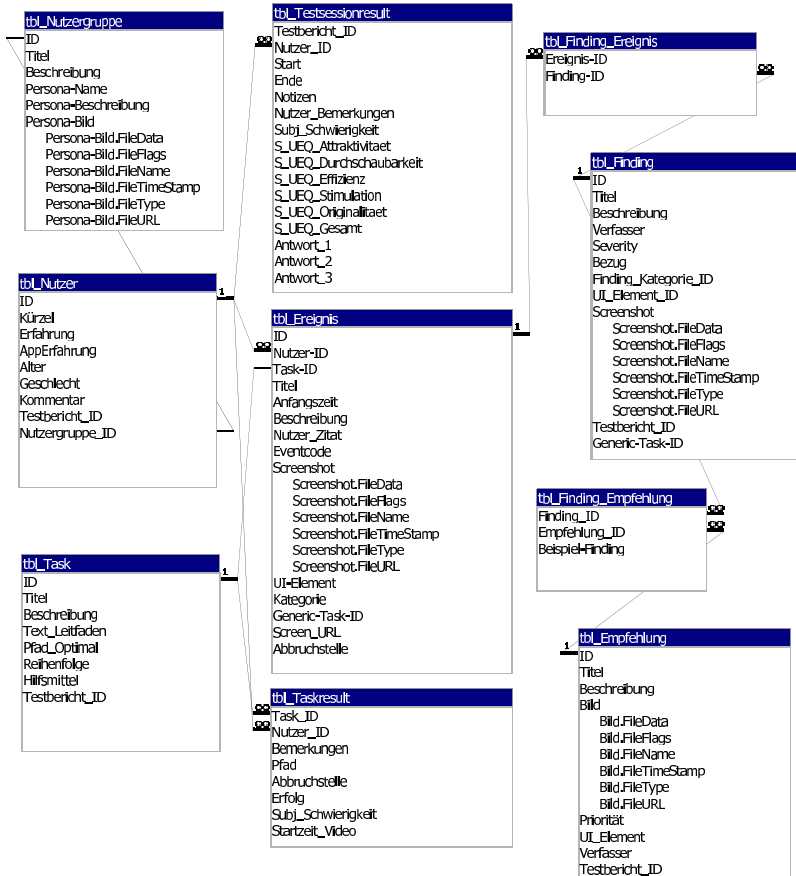 tbl_Nutzergruppe
ID
Titel
Beschreibung
Persona-Name
Persona-Beschreibung
Persona-Bild
Persona-Bild.FileData
Persona-Bild.FileFlags
Persona-Bild.FileName
Persona-Bild.FileTimeStamp
Persona-Bild.FileType
Persona-Bild.FileURL
tbl_Nutzer
1
ID
Kürzel
Erfahrung
AppErfahrung
Alter
Geschlecht
Kommentar
Testbericht_ID
Nutzergruppe_ID
tbl_Task
1
ID
Titel
Beschreibung
Text_Leitfaden
Pfad_Optimal
Reihenfolge
Hilfsmittel
Testbericht_ID
tbl_Testsessionresult
Testbericht_ID
∞ Nutzer_ID
Start
Ende
Notizen
Nutzer_Bemerkungen
Subj_Schwierigkeit
S_UEQ_Attraktivitaet
S_UEQ_Durchschaubarkeit
S_UEQ_Effizienz
S_UEQ_Stimulation
S_UEQ_Originalitaet
S_UEQ_Gesamt
Antwort_1
Antwort_2
Antwort_3
tbl_Ereignis
ID 1
∞ Nutzer-ID
Task-ID
Titel
Anfangszeit
Beschreibung
Nutzer_Zitat
Eventcode
Screenshot
Screenshot.FileData
Screenshot.FileFlags
Screenshot.FileName
Screenshot.FileTimeStamp
Screenshot.FileType
Screenshot.FileURL
UI-Element
Kategorie
Generic-Task-ID
Screen_URL
Abbruchstelle
tbl_Taskresult
∞ Task_ID
∞ Nutzer_ID
Bemerkungen
Pfad
Abbruchstelle
Erfolg
Subj_Schwierigkeit
Startzeit_Video
tbl_Finding_Ereignis
∞ Ereignis-ID
Finding-ID ∞
tbl_Finding
1 ID
Titel
Beschreibung
Verfasser
Severity
Bezug
Finding_Kategorie_ID
UI_Element_ID
Screenshot
Screenshot.FileData
Screenshot.FileFlags
Screenshot.FileName
Screenshot.FileTimeStamp
Screenshot.FileType
Screenshot.FileURL
Testbericht_ID
Generic-Task-ID
tbl_Finding_Empfehlung
Finding_ID ∞
Empfehlung_ID ∞
Beispiel-Finding
tbl_Empfehlung
1 ID
Titel
Beschreibung
Bild
Bild.FileData
Bild.FileFlags
Bild.FileName
Bild.FileTimeStamp
Bild.FileType
Bild.FileURL
Priorität
UI_Element
Verfasser
Testbericht_ID